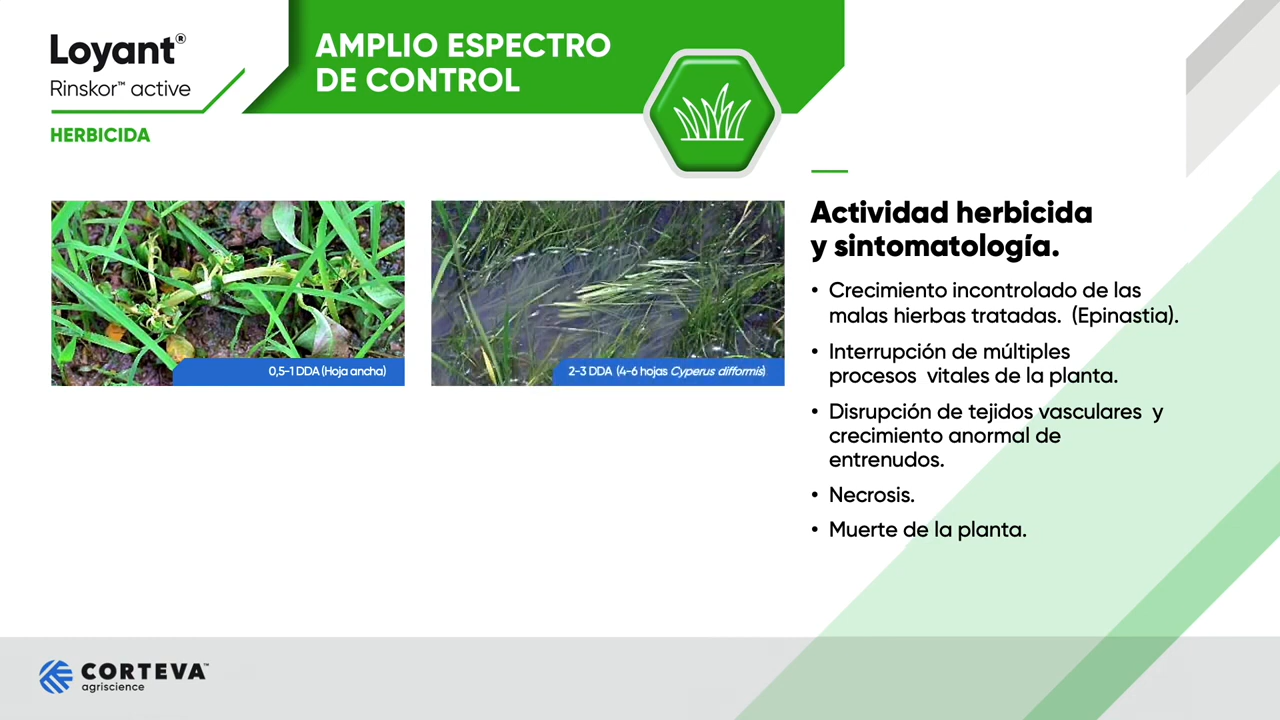 Loyant®
Rinskor™ active
HERBICIDA
AMPLIO ESPECTRO
DE CONTROL
0,5-1 DDA (Hoja ancha)
2-3 DDA (4-6 hojas Cyperus difformis)
Actividad herbicida
y sintomatología.
• Crecimiento incontrolado de las
malas hierbas tratadas. (Epinastia).
• Interrupción de múltiples
procesos vitales de la planta.
• Disrupción de tejidos vasculares y
crecimiento anormal de
entrenudos.
• Necrosis.
• Muerte de la planta.
CORTEVA™
agriscience